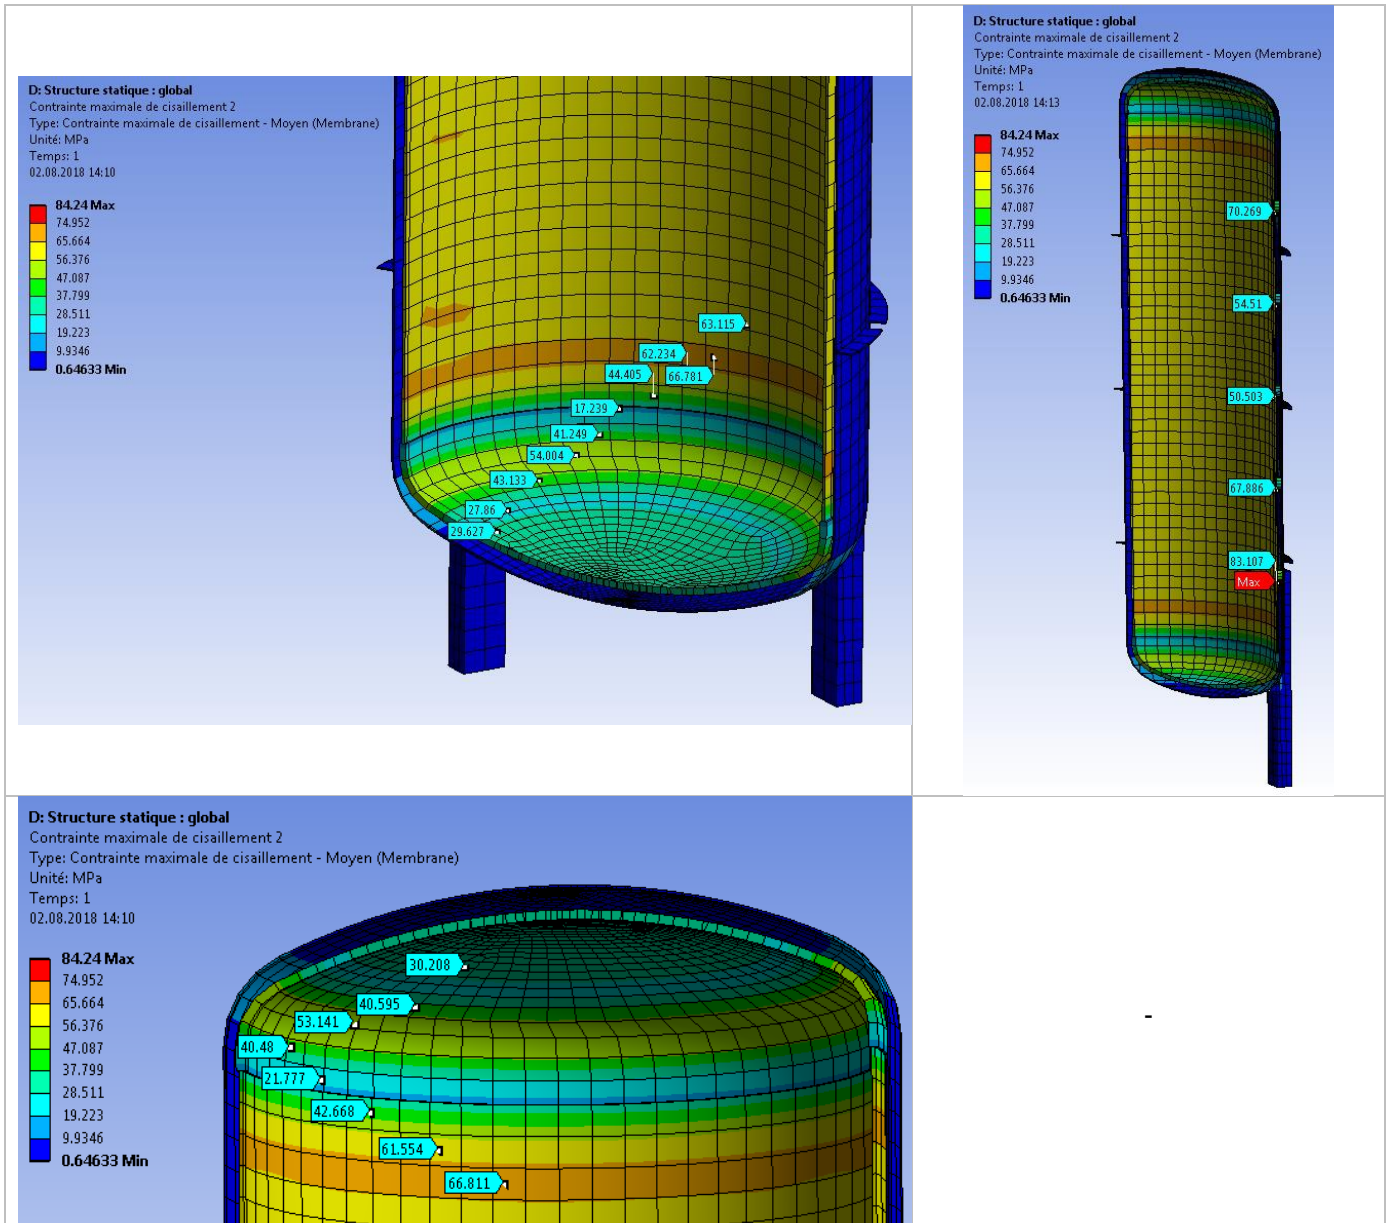 D: Structure statique : global
Contrainte maximale de cisaillement 2
Type: Contrainte maximale de cisaillement - Moyen (Membrane)
Unité: MPa
Temps: 1
02.08.2018 14:10
84.24 Max
74.952
65.664
56.376
47.087
37.799
28.511
19.223
9.9346
0.64633 Min
63.115
62.234
44.405
66.781
17.239
41.249
54.004
43.133
27.86
29.627
D: Structure statique : global
Contrainte maximale de cisaillement 2
Type: Contrainte maximale de cisaillement - Moyen (Membrane)
Unité: MPa
Temps: 1
02.08.2018 14:13
84.24 Max
74.952
65.664
56.376
47.087
37.799
28.511
19.223
9.9346
0.64633 Min
70.269
54.51
50.503
67.886
83.107
Max
D: Structure statique : global
Contrainte maximale de cisaillement 2
Type: Contrainte maximale de cisaillement - Moyen (Membrane)
Unité: MPa
Temps: 1
02.08.2018 14:10
84.24 Max
74.952
65.664
56.376
47.087
37.799
28.511
19.223
9.9346
0.64633 Min
30.208
40.595
53.141
40.48
21.777
42.668
61.554
66.811
-